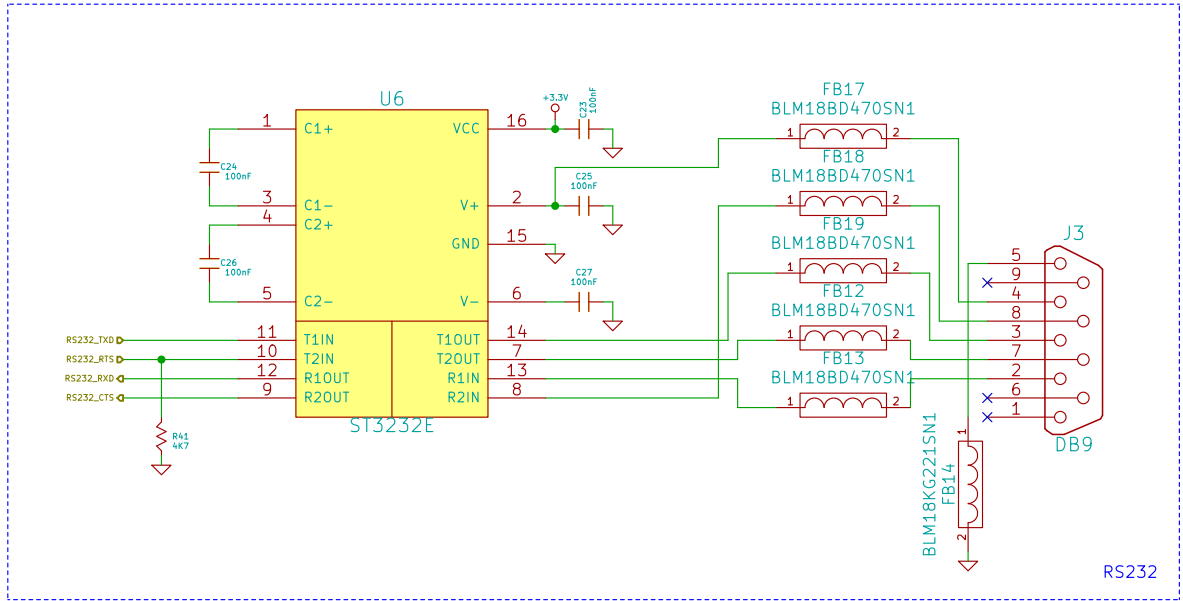 U6
ST3232E
1 C1+
3 C1-
4 C2+
5 C2-
11 T1IN
10 T2IN
12 R1OUT
9 R2OUT
VCC 16
V+ 2
GND 15
V- 6
T1OUT 14
T2OUT 7
R1IN 13
R2IN 8
C24
100nF
C26
100nF
+3.3V
C23
100nF
C25
100nF
C27
100nF
RS232_TXD
RS232_RTS
RS232_RXD
RS232_CTS
R41
4K7
FB17
BLM18BD470SN1
1 2
FB18
BLM18BD470SN1
1 2
FB19
BLM18BD470SN1
1 2
FB12
BLM18BD470SN1
1 2
FB13
BLM18BD470SN1
1 2
BLM18KG221SN1
FB14
1
2
J3
5
9
4
8
3
7
2
6
1
DB9
RS232